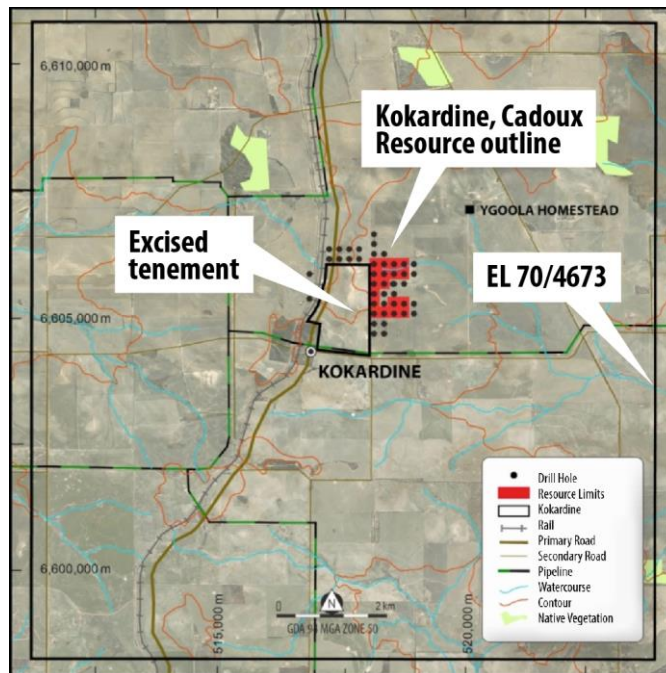 6,610,000 m
Kokardine, Cadoux
Resource outline
YGOOLA HOMESTEAD
Excised
tenement
EL 70/4673
6,605,000 m
KOKARDINE
Drill Hole
Resource Limits
Kokardine
Rail
Primary Road
Secondary Road
Pipeline
Watercourse
Contour
Native Vegetation
6,600,000 m
N
0 2 km
GDA 94 MGA ZONE 50
515,000 m
520,000 m